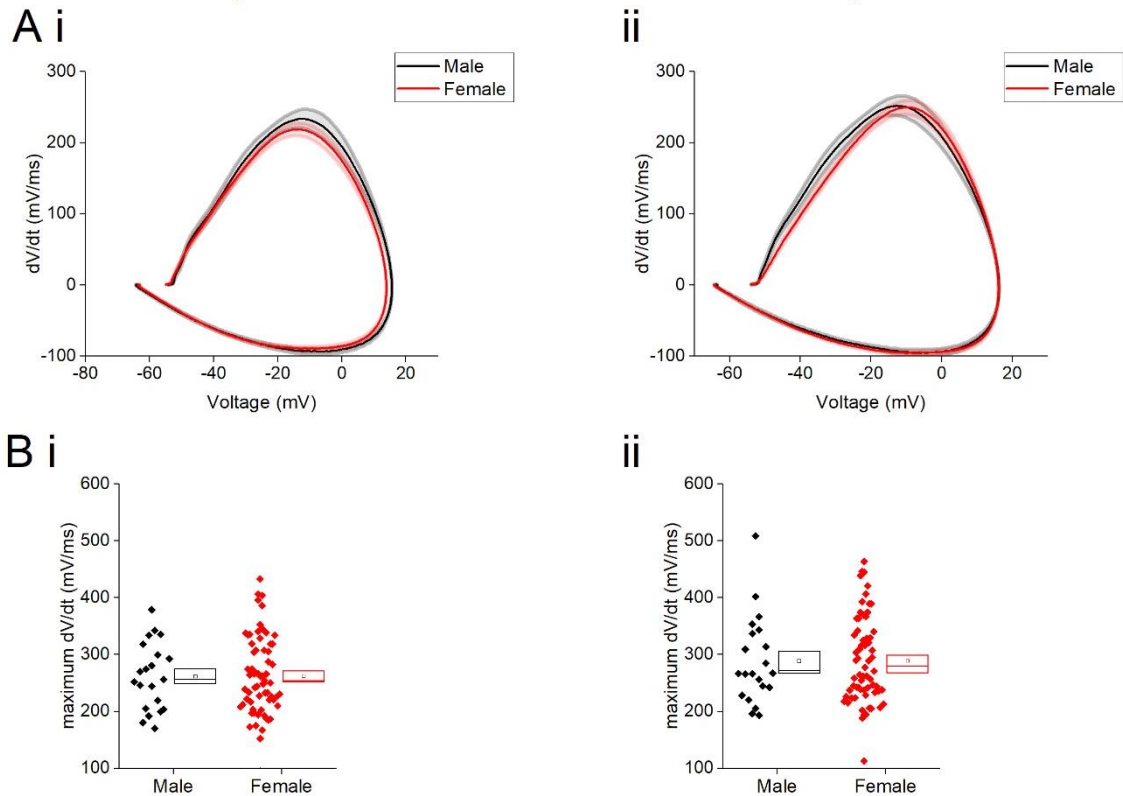 A i
ii
300
200
100
0
-100
dV/dt (mV/ms)
-80 -60 -40 -20 0 20
Voltage (mV)
Male
Female
300
200
100
0
-100
dV/dt (mV/ms)
-60 -40 -20 0 20
Voltage (mV)
Male
Female
B i
ii
600
500
400
300
200
100
maximum dV/dt (mV/ms)
Male Female
600
500
400
300
200
100
maximum dV/dt (mV/ms)
Male Female